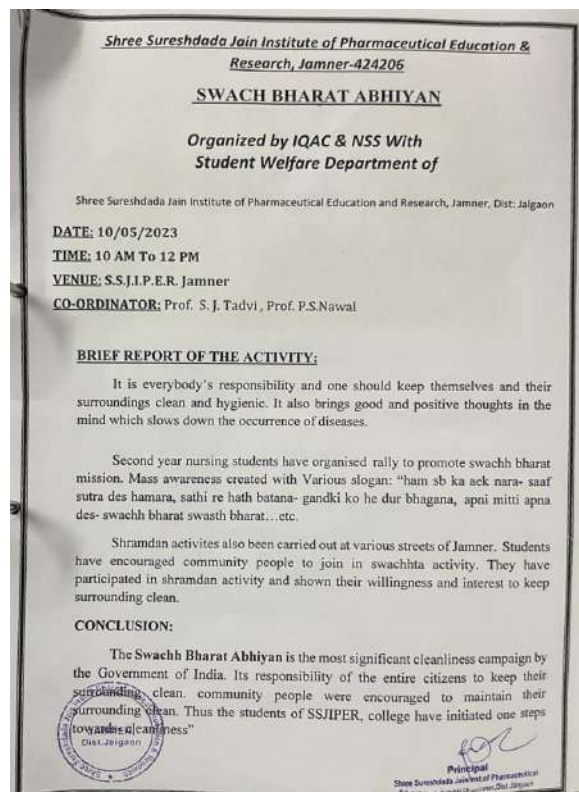 Shree Sureshdada Jain Institute of Pharmaceutical Education &
Research, Jamner-424206
SWACH BHARAT ABHIYAN
Organized by IQAC & NSS With
Student Welfare Department of
Shree Sureshdada Jain Institute of Pharmaceutical Education and Research, Jamner, Dist: Jalgaon
DATE: 10/05/2023
TIME: 10 AM To 12 PM
VENUE: S.S.J.I.P.E.R. Jamner
CO-ORDINATOR: Prof. S. J. Tadvi, Prof. P.S.Nawal
BRIEF REPORT OF THE ACTIVITY:
It is everybody's responsibility and one should keep themselves and their
surroundings clean and hygienic. It also brings good and positive thoughts in the
mind which slows down the occurrence of diseases.
Second year nursing students have organised rally to promote swachh bharat
mission. Mass awareness created with Various slogan: “ham sb ka aek nara- saaf
sutra des hamara, sathi re hath batana- gandki ko he dur bhagana, apni mitti apna
des- swachh bharat swasth bharat…etc.
Shramdan activites also been carried out at various streets of Jamner. Students
have encouraged community people to join in swachhta activity. They have
participated in shramdan activity and shown their willingness and interest to keep
surrounding clean.
CONCLUSION:
The Swachh Bharat Abhiyan is the most significant cleanliness campaign by
the Government of India. Its responsibility of the entire citizens to keep their
surrounding clean. community people were encouraged to maintain their
surrounding clean. Thus the students of SSJIPER, college have initiated one steps
towards cleanliness”
Dist.Jalgaon
Principal
Shree Sureshdada Jain Inst.of Pharmaceutical